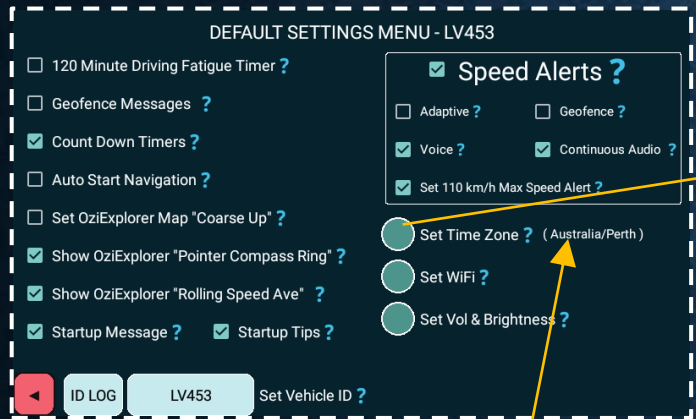 DEFAULT SETTINGS MENU - LV453
120 Minute Driving Fatigue Timer ?
Geofence Messages ?
Count Down Timers ?
Auto Start Navigation ?
Set OziExplorer Map "Coarse Up" ?
Show OziExplorer "Pointer Compass Ring" ?
Show OziExplorer "Rolling Speed Ave" ?
Startup Message ? Startup Tips ?
Speed Alerts ?
Adaptive ? Geofence ?
Voice ? Continuous Audio ?
Set 110 km/h Max Speed Alert ?
Set Time Zone ? ( Australia/Perth )
Set WiFi ?
Set Vol & Brightness ?
ID LOG LV453 Set Vehicle ID ?